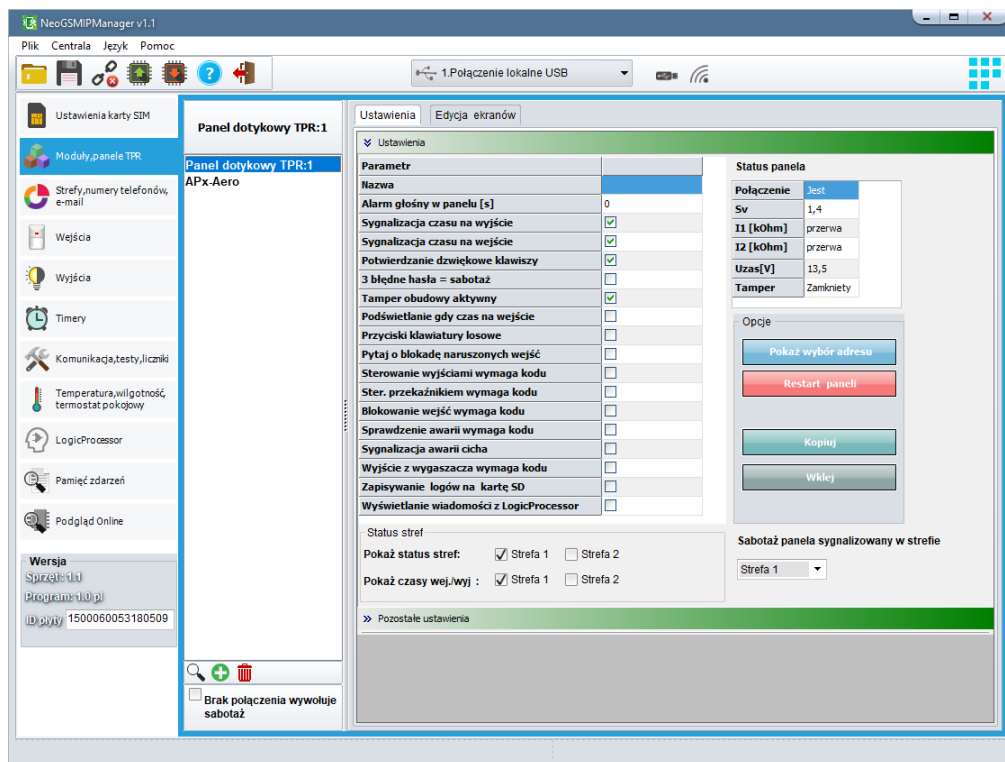 NeoGSMIPManager v1.1
Plik Centrala Język Pomoc
1.Połączenie lokalne USB
Ustawienia karty SIM
Moduły,panele TPR
Strefy,numery telefonów,
e-mail
Wejścia
Wyjścia
Timery
Komunikacja,testy,liczniki
Temperatura,wilgotność,
termostat pokojowy
LogicProcessor
Pamięć zdarzeń
Podgląd Online
Wersja
Sprzęt: 1.1
Program: 1.0 pl
ID płyty 1500060053180509
Panel dotykowy TPR:1
Panel dotykowy TPR:1
APx-Aero
Brak połączenia wywołuje
sabotaż
Ustawienia Edycja ekranów
Ustawienia
Parametr
Nazwa
Alarm głośny w panelu [s] 0
Sygnalizacja czasu na wyjście
Sygnalizacja czasu na wejście
Potwierdzanie dzwiękowe klawiszy
3 błędne hasła = sabotaż
Tamper obudowy aktywny
Podświetlanie gdy czas na wejście
Przyciski klawiatury losowe
Pytaj o blokadę naruszonych wejść
Sterowanie wyjściami wymaga kodu
Ster. przekaźnikiem wymaga kodu
Blokowanie wejść wymaga kodu
Sprawdzenie awarii wymaga kodu
Sygnalizacja awarii cicha
Wyjście z wygaszacza wymaga kodu
Zapisywanie logów na kartę SD
Wyświetlanie wiadomości z LogicProcessor
Status panela
Połączenie Jest
Sv 1,4
I1 [kOhm] przerwa
I2 [kOhm] przerwa
Uzas[V] 13,5
Tamper Zamkniety
Opcje
Pokaż wybór adresu
Restart paneli
Kopiuj
Wklej
Status stref
Pokaż status stref: Strefa 1 Strefa 2
Pokaż czasy wej./wyj : Strefa 1 Strefa 2
Sabotaż panela sygnalizowany w strefie
Strefa 1
Pozostałe ustawienia